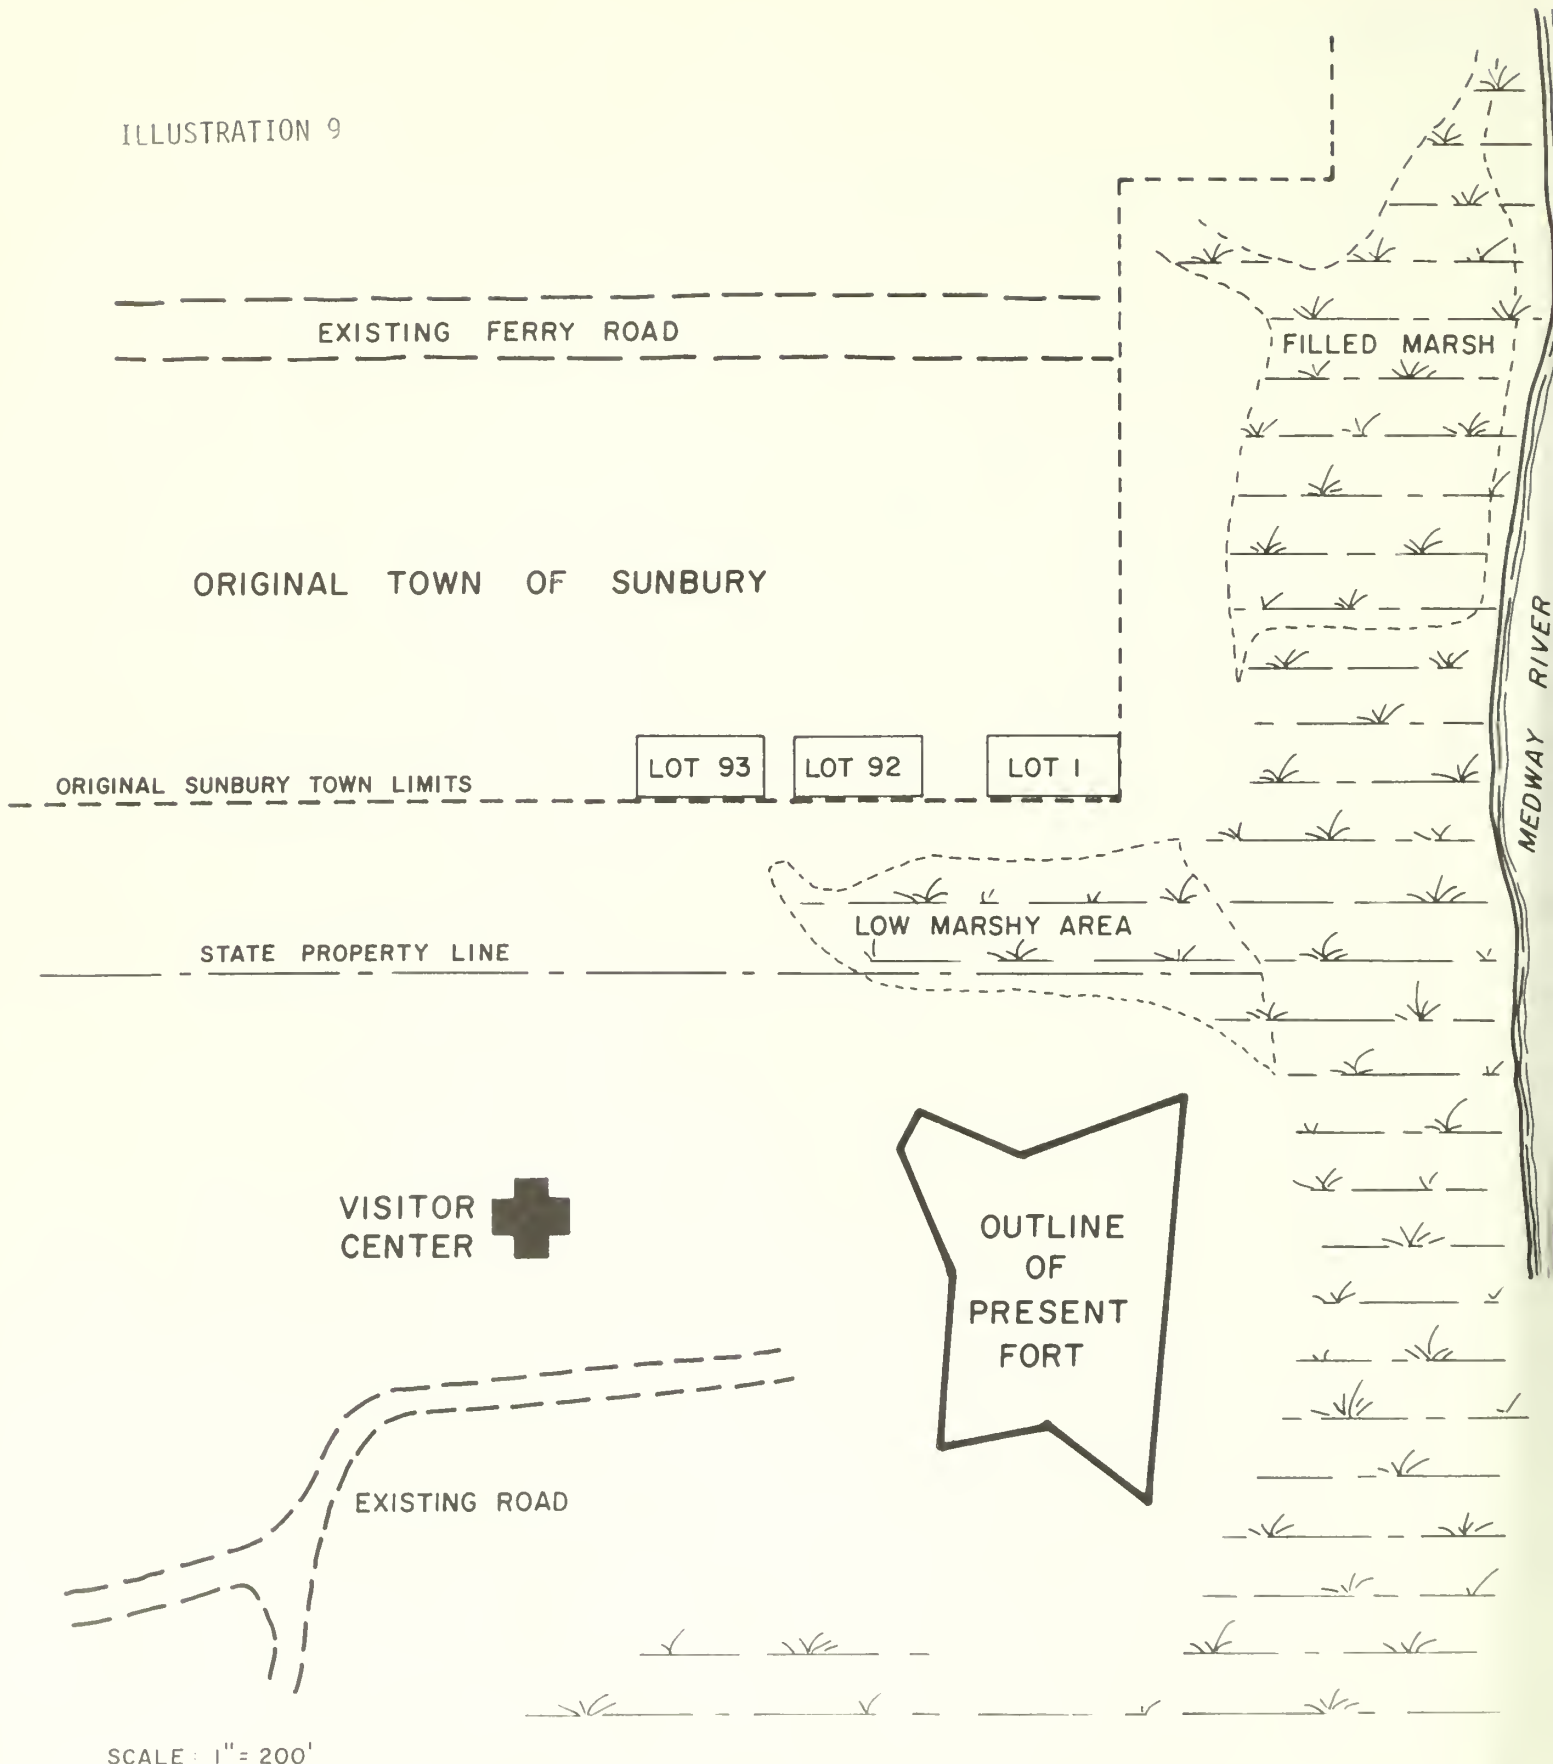 ILLUSTRATION 9
EXISTING FERRY ROAD
FILLED MARSH
ORIGINAL TOWN OF SUNBURY
MEDWAY RIVER
LOT 93
LOT 92
LOT 1
ORIGINAL SUNBURY TOWN LIMITS
LOW MARSHY AREA
STATE PROPERTY LINE
VISITOR
CENTER
OUTLINE
OF
PRESENT
FORT
EXISTING ROAD
SCALE : 1" = 200'